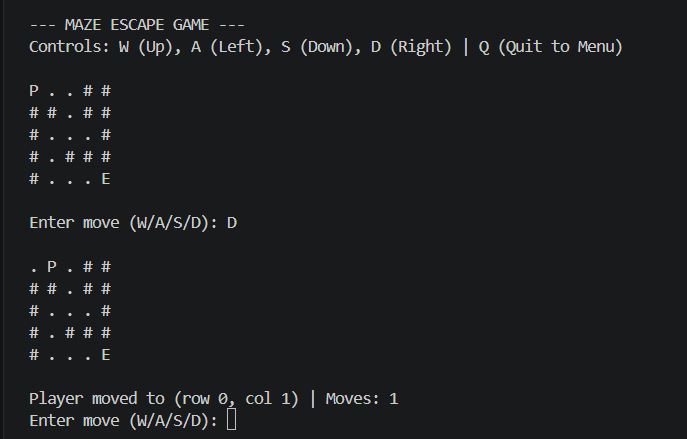 --- MAZE ESCAPE GAME ---
Controls: W (Up), A (Left), S (Down), D (Right) | Q (Quit to Menu)
P . . # #
# # . # #
# . . . #
# . # # #
# . . . E
Enter move (W/A/S/D): D
. P . # #
# # . # #
# . . . #
# . # # #
# . . . E
Player moved to (row 0, col 1) | Moves: 1
Enter move (W/A/S/D):